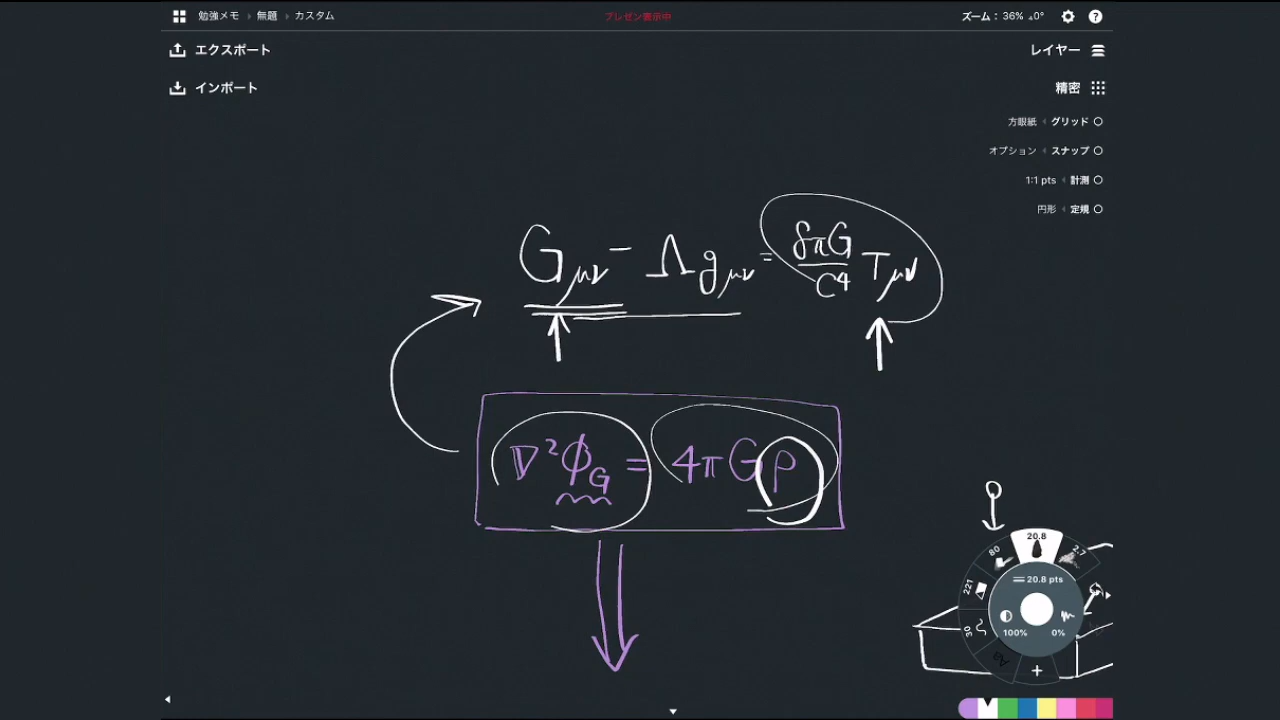 勉強メモ 無題 カスタム プレゼン表示中 ズーム: 36% ⊿0° ?
エクスポート レイヤー
インポート 精密
方眼紙 グリッド
オプション スナップ
1:1 pts 計測
円形 定規
Gμν − Λgμν = 8πG/C⁴ Tμν
∇²ϕG = 4πGρ
20.8
80 2.7
20.8 pts
221
100% 0%
30 Aa
+